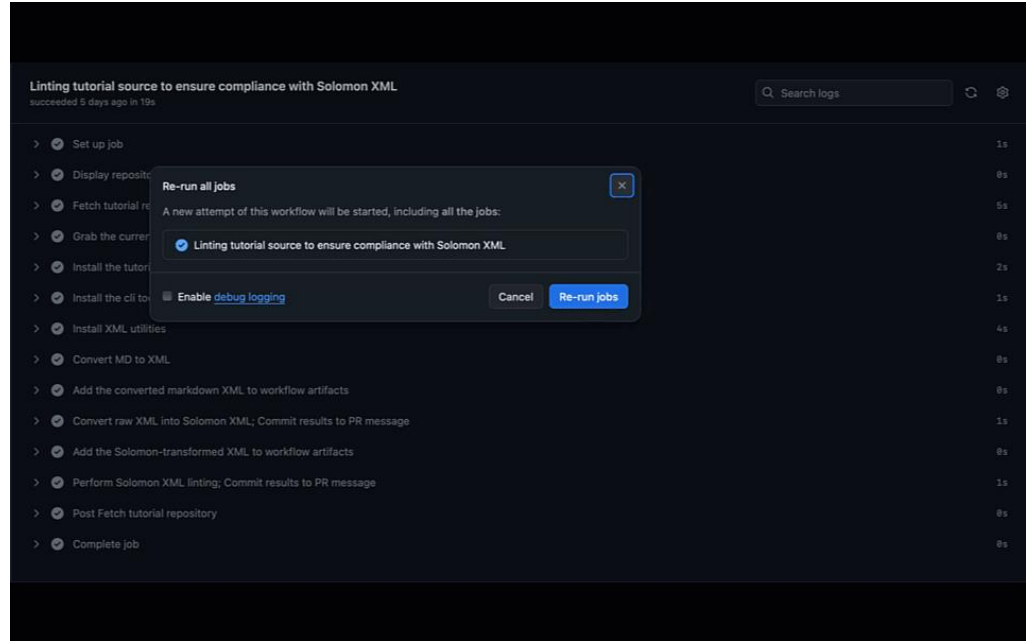 Linting tutorial source to ensure compliance with Solomon XML
succeeded 5 days ago in 19s
Search logs
Set up job 1s
Display reposito 0s
Fetch tutorial re 5s
Grab the curren 0s
Install the tutori 2s
Install the cli to 1s
Re-run all jobs
A new attempt of this workflow will be started, including all the jobs:
Linting tutorial source to ensure compliance with Solomon XML
Enable debug logging Cancel Re-run jobs
Install XML utilities 4s
Convert MD to XML 0s
Add the converted markdown XML to workflow artifacts 0s
Convert raw XML into Solomon XML; Commit results to PR message 1s
Add the Solomon-transformed XML to workflow artifacts 0s
Perform Solomon XML linting; Commit results to PR message 1s
Post Fetch tutorial repository 0s
Complete job 0s